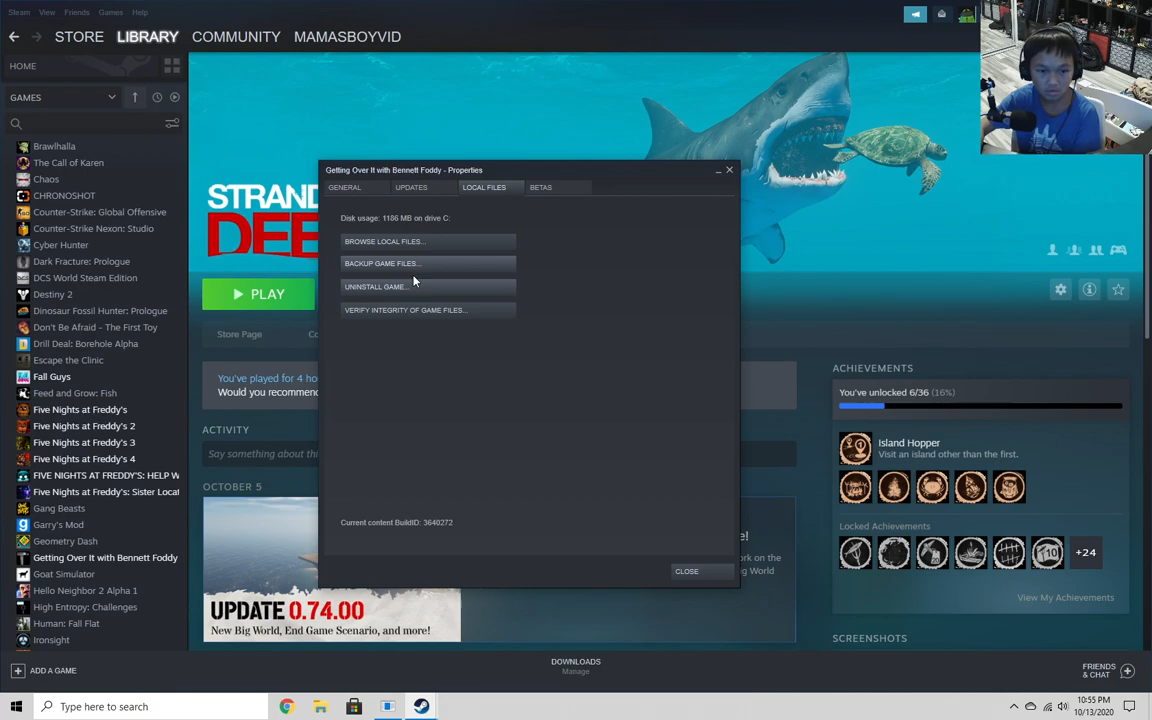 Steam View Friends Games Help
STORE LIBRARY COMMUNITY MAMASBOYVID
HOME
GAMES
Brawlhalla
The Call of Karen
Chaos
CHRONOSHOT
Counter-Strike: Global Offensive
Counter-Strike Nexon: Studio
Cyber Hunter
Dark Fracture: Prologue
DCS World Steam Edition
Destiny 2
Dinosaur Fossil Hunter: Prologue
Don't Be Afraid - The First Toy
Drill Deal: Borehole Alpha
Escape the Clinic
Fall Guys
Feed and Grow: Fish
Five Nights at Freddy's
Five Nights at Freddy's 2
Five Nights at Freddy's 3
Five Nights at Freddy's 4
FIVE NIGHTS AT FREDDY'S: HELP W
Five Nights at Freddy's: Sister Locat
Gang Beasts
Garry's Mod
Geometry Dash
Getting Over It with Bennett Foddy
Goat Simulator
Hello Neighbor 2 Alpha 1
High Entropy: Challenges
Human: Fall Flat
Ironsight
ADD A GAME
STRAND
DEE
PLAY
Store Page Co
You've played for 4 ho
Would you recommen
ACTIVITY
Say something about thi
OCTOBER 5
UPDATE 0.74.00
New Big World, End Game Scenario, and more!
Getting Over It with Bennett Foddy - Properties
GENERAL UPDATES LOCAL FILES BETAS
Disk usage: 1186 MB on drive C:
BROWSE LOCAL FILES...
BACKUP GAME FILES...
UNINSTALL GAME...
VERIFY INTEGRITY OF GAME FILES...
Current content BuildID: 3640272
CLOSE
e!
ork on the
ig World
ACHIEVEMENTS
You've unlocked 6/36 (16%)
Island Hopper
Visit an island other than the first.
Locked Achievements
10
+24
View My Achievements
SCREENSHOTS
DOWNLOADS
Manage
FRIENDS
& CHAT
Type here to search
10:55 PM
10/13/2020